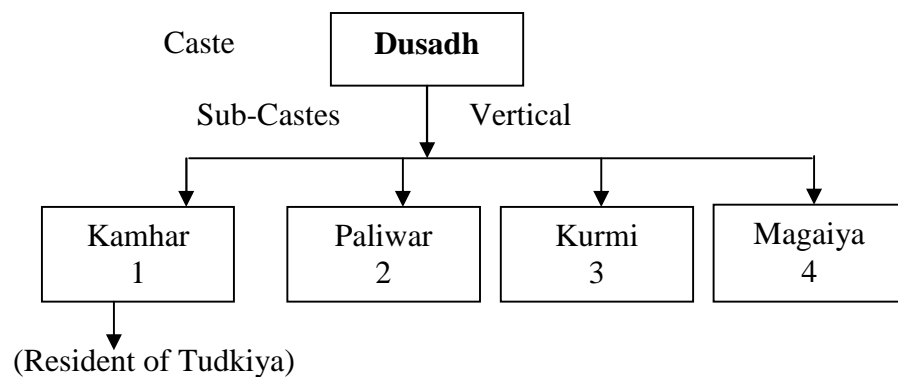 Caste Dusadh
Sub-Castes Vertical
Kamhar Paliwar Kurmi Magaiya
1 2 3 4
(Resident of Tudkiya)